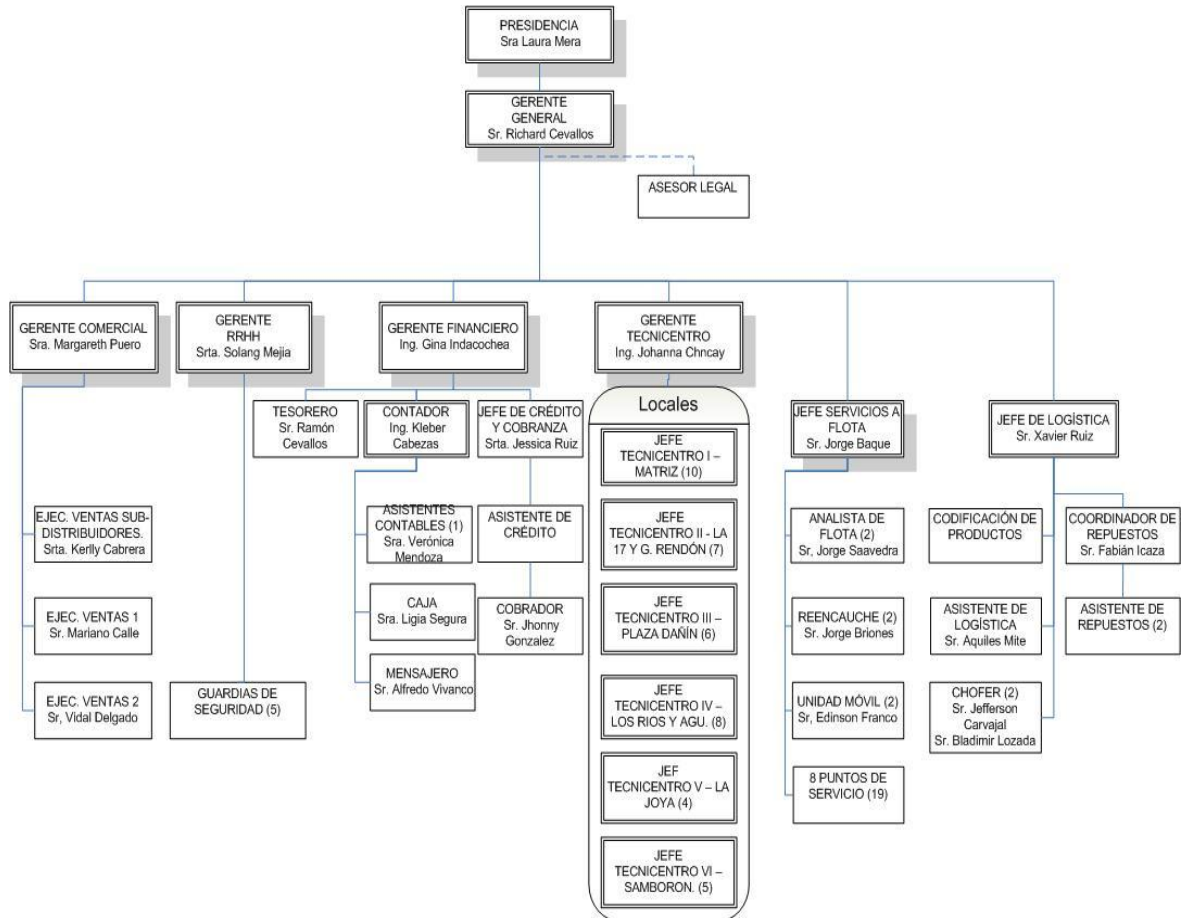 PRESIDENCIA
Sra Laura Mera
GERENTE
GENERAL
Sr. Richard Cevallos
ASESOR LEGAL
GERENTE COMERCIAL
Sra. Margareth Puero
GERENTE
RRHH
Srta. Solang Mejia
GERENTE FINANCIERO
Ing. Gina Indacochea
GERENTE
TECNICENTRO
Ing. Johanna Chncay
TESORERO
Sr. Ramón
Cevallos
CONTADOR
Ing. Kleber
Cabezas
JEFE DE CRÉDITO
Y COBRANZA
Srta. Jessica Ruiz
Locales
JEFE SERVICIOS A
FLOTA
Sr. Jorge Baque
JEFE DE LOGÍSTICA
Sr. Xavier Ruiz
EJEC. VENTAS SUB-
DISTRIBUIDORES.
Srta. Kerlly Cabrera
EJEC. VENTAS 1
Sr. Mariano Calle
EJEC. VENTAS 2
Sr, Vidal Delgado
GUARDIAS DE
SEGURIDAD (5)
ASISTENTES
CONTABLES (1)
Sra. Verónica
Mendoza
CAJA
Sra. Ligia Segura
MENSAJERO
Sr. Alfredo Vivanco
ASISTENTE DE
CRÉDITO
COBRADOR
Sr. Jhonny
Gonzalez
JEFE
TECNICENTRO I –
MATRIZ (10)
JEFE
TECNICENTRO II - LA
17 Y G. RENDÓN (7)
JEFE
TECNICENTRO III –
PLAZA DAÑÍN (6)
JEFE
TECNICENTRO IV –
LOS RIOS Y AGU. (8)
JEF
TECNICENTRO V – LA
JOYA (4)
JEFE
TECNICENTRO VI –
SAMBORON. (5)
ANALISTA DE
FLOTA (2)
Sr, Jorge Saavedra
REENCAUCHE (2)
Sr. Jorge Briones
UNIDAD MÓVIL (2)
Sr, Edinson Franco
8 PUNTOS DE
SERVICIO (19)
CODIFICACIÓN DE
PRODUCTOS
ASISTENTE DE
LOGÍSTICA
Sr. Aquiles Mite
CHOFER (2)
Sr. Jefferson
Carvajal
Sr. Bladimir Lozada
COORDINADOR DE
REPUESTOS
Sr. Fabián Icaza
ASISTENTE DE
REPUESTOS (2)